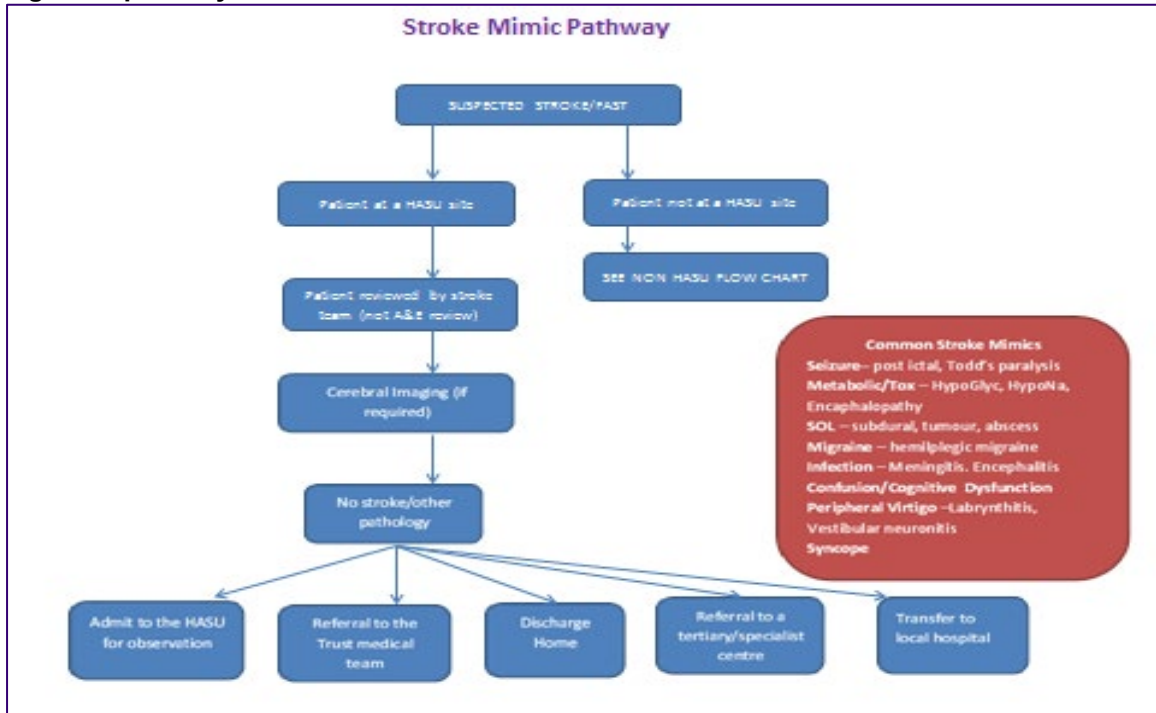 Stroke Mimic Pathway
SUSPECTED STROKE/FAST
Patient at a HASU site
Patient not at a HASU site
SEE NON HASU FLOW CHART
Patient reviewed by stroke
team (not A&E review)
Cerebral Imaging (if
required)
No stroke/other
pathology
Admit to the HASU
for observation
Referral to the
Trust medical
team
Discharge
Home
Referral to a
tertiary/specialist
centre
Transfer to
local hospital
Common Stroke Mimics
Seizure– post ictal, Todd's paralysis
Metabolic/Tox – HypoGlyc, HypoNa,
Encaphalopathy
SOL – subdural, tumour, abscess
Migraine – hemilplegic migraine
Infection – Meningitis. Encephalitis
Confusion/Cognitive Dysfunction
Peripheral Virtigo –Labrynthitis,
Vestibular neuronitis
Syncope